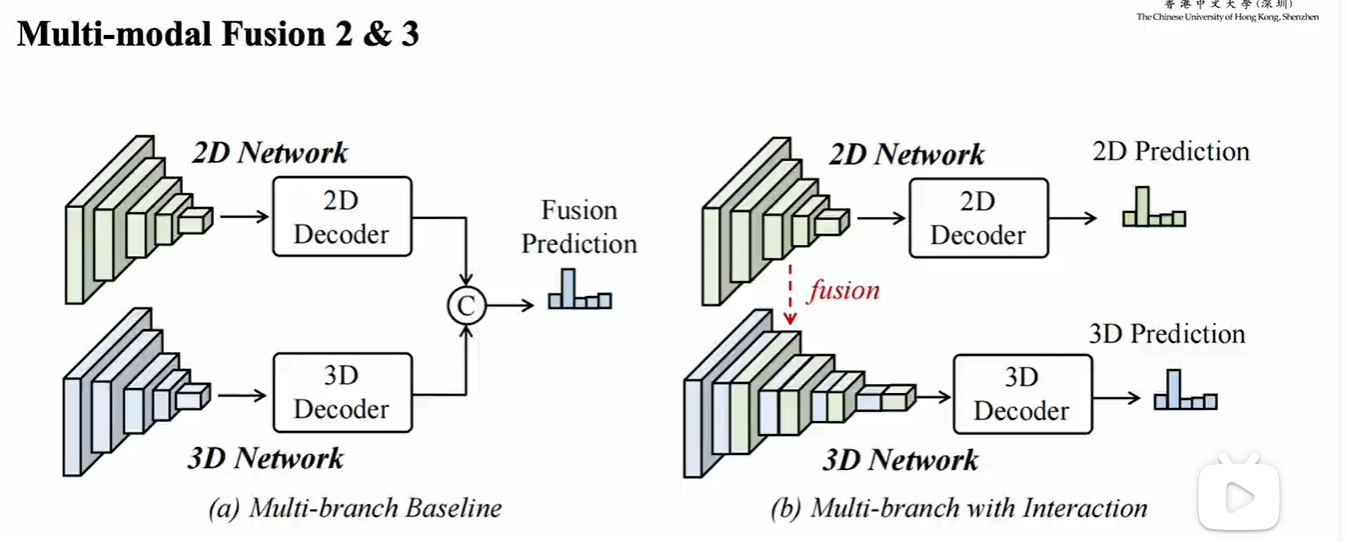 香港中文大學(深圳)
The Chinese University of Hong Kong, Shenzhen
Multi-modal Fusion 2 & 3
2D Network
2D
Decoder
Fusion
Prediction
C
3D
Decoder
3D Network
(a) Multi-branch Baseline
2D Network
2D
Decoder
2D Prediction
fusion
3D Prediction
3D
Decoder
3D Network
(b) Multi-branch with Interaction